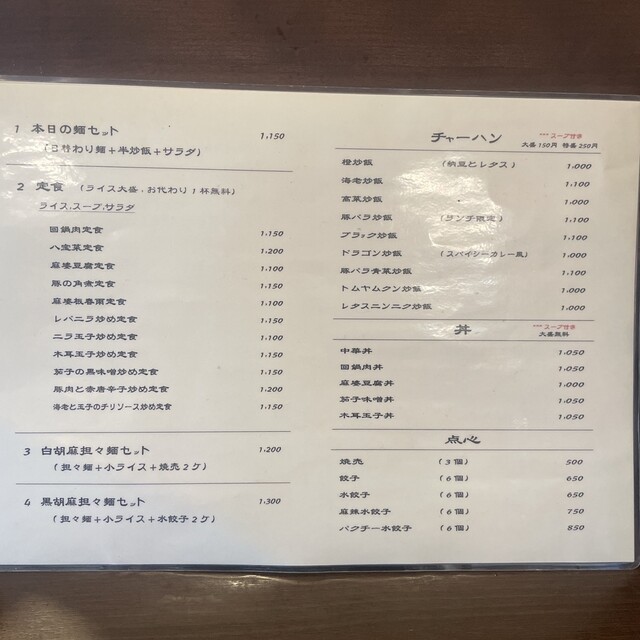 1 本日の麺セット 1,150
(日替わり麺+半炒飯+サラダ)
2 定食 (ライス大盛.お代わり1杯無料)
ライス.スープ.サラダ
回鍋肉定食 1,150
八宝菜定食 1,200
麻婆豆腐定食 1,100
豚の角煮定食 1,150
麻婆板春雨定食 1,100
レバニラ炒め定食 1,150
ニラ玉子炒め定食 1,100
木耳玉子炒め定食 1,150
茄子の黒味噌炒め定食 1,150
豚肉と赤唐辛子炒め定食 1,200
海老と玉子のチリソース炒め定食 1,150
3 白胡麻担々麺セット 1,200
(担々麺+小ライス+焼売2ケ)
4 黒胡麻担々麺セット 1,300
(担々麺+小ライス+水餃子2ケ)
チャーハン スープ付き
大盛150円 特盛250円
橙炒飯 (納豆とレタス) 1,000
海老炒飯 1,100
高菜炒飯 1,000
豚バラ炒飯 (ランチ限定) 1,100
ブラック炒飯 1,100
ドラゴン炒飯 (スパイシーカレー風) 1,000
豚バラ青菜炒飯 1,100
トムヤムクン炒飯 1,000
レタスニンニク炒飯 1,000
丼 スープ付き
大盛無料
中華丼 1,050
回鍋肉丼 1,050
麻婆豆腐丼 1,000
茄子味噌丼 1,050
木耳玉子丼 1,050
点心
焼売 (3個) 500
餃子 (6個) 650
水餃子 (6個) 650
麻辣水餃子 (6個) 750
パクチー水餃子 (6個) 850